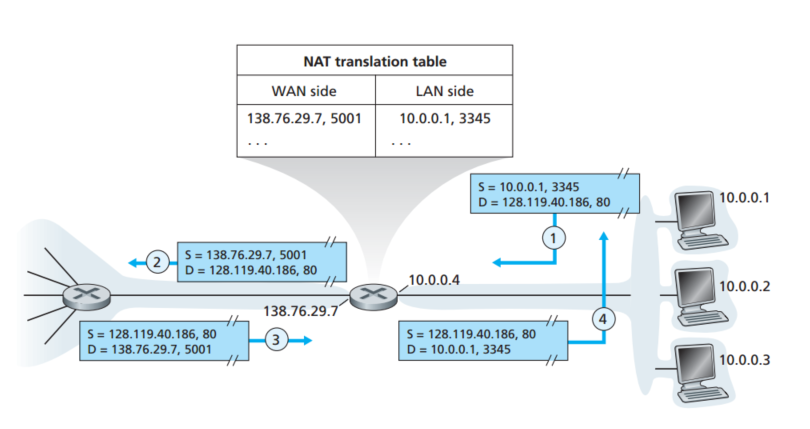 NAT translation table
WAN side LAN side
138.76.29.7, 5001 10.0.0.1, 3345
. . . . . .
S = 10.0.0.1, 3345
D = 128.119.40.186, 80
1
10.0.0.1
S = 138.76.29.7, 5001
D = 128.119.40.186, 80
2
10.0.0.4
10.0.0.2
138.76.29.7
S = 128.119.40.186, 80
D = 138.76.29.7, 5001
3
S = 128.119.40.186, 80
D = 10.0.0.1, 3345
4
10.0.0.3